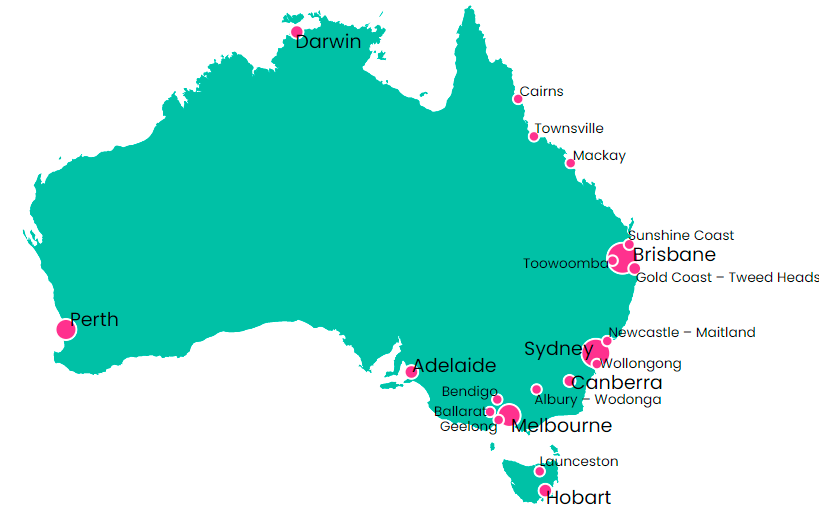 Darwin
Cairns
Townsville
Mackay
Sunshine Coast
Brisbane
Toowoomba
Gold Coast – Tweed Heads
Perth
Newcastle – Maitland
Sydney
Wollongong
Adelaide
Canberra
Bendigo
Albury – Wodonga
Ballarat
Geelong
Melbourne
Launceston
Hobart